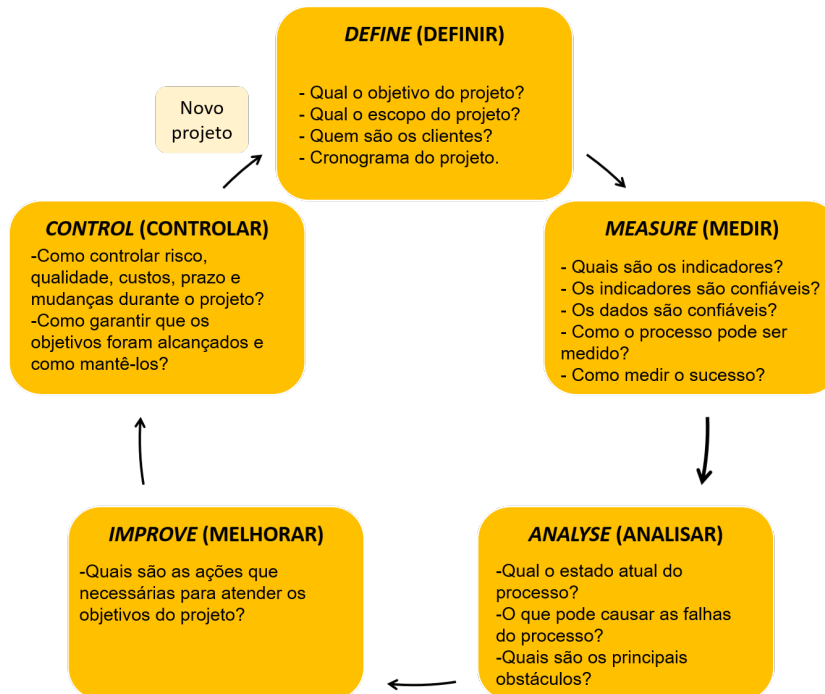 DEFINE (DEFINIR)
- Qual o objetivo do projeto?
- Qual o escopo do projeto?
- Quem são os clientes?
- Cronograma do projeto.
Novo
projeto
MEASURE (MEDIR)
- Quais são os indicadores?
- Os indicadores são confiáveis?
- Os dados são confiáveis?
- Como o processo pode ser
medido?
- Como medir o sucesso?
ANALYSE (ANALISAR)
-Qual o estado atual do
processo?
-O que pode causar as falhas
do processo?
-Quais são os principais
obstáculos?
IMPROVE (MELHORAR)
-Quais são as ações que
necessárias para atender os
objetivos do projeto?
CONTROL (CONTROLAR)
-Como controlar risco,
qualidade, custos, prazo e
mudanças durante o projeto?
-Como garantir que os
objetivos foram alcançados e
como mantê-los?